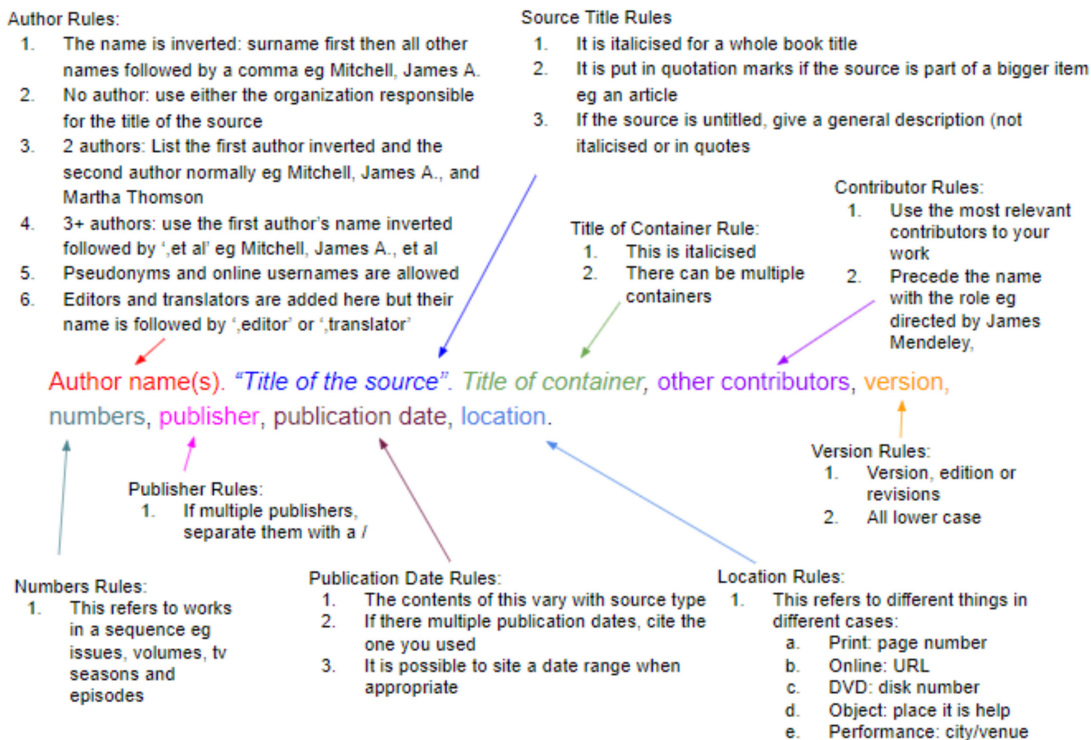 Author Rules:
1. The name is inverted: surname first then all other
names followed by a comma eg Mitchell, James A.
2. No author: use either the organization responsible
for the title of the source
3. 2 authors: List the first author inverted and the
second author normally eg Mitchell, James A., and
Martha Thomson
4. 3+ authors: use the first author's name inverted
followed by ',et al' eg Mitchell, James A., et al
5. Pseudonyms and online usernames are allowed
6. Editors and translators are added here but their
name is followed by ',editor' or ',translator'
Source Title Rules
1. It is italicised for a whole book title
2. It is put in quotation marks if the source is part of a bigger item
eg an article
3. If the source is untitled, give a general description (not
italicised or in quotes
Title of Container Rule:
1. This is italicised
2. There can be multiple
containers
Contributor Rules:
1. Use the most relevant
contributors to your
work
2. Precede the name
with the role eg
directed by James
Mendeley,
Author name(s). “Title of the source”. Title of container, other contributors, version,
numbers, publisher, publication date, location.
Numbers Rules:
1. This refers to works
in a sequence eg
issues, volumes, tv
seasons and
episodes
Publisher Rules:
1. If multiple publishers,
separate them with a /
Publication Date Rules:
1. The contents of this vary with source type
2. If there multiple publication dates, cite the
one you used
3. It is possible to site a date range when
appropriate
Version Rules:
1. Version, edition or
revisions
2. All lower case
Location Rules:
1. This refers to different things in
different cases:
a. Print: page number
b. Online: URL
c. DVD: disk number
d. Object: place it is help
e. Performance: city/venue